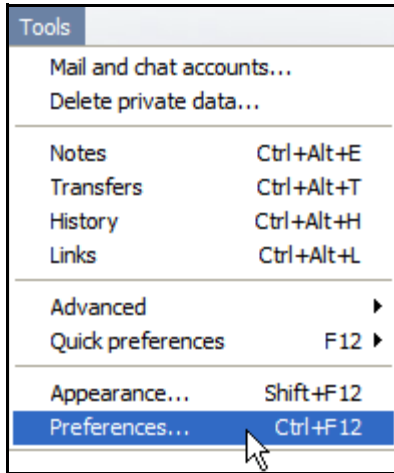 Tools
Mail and chat accounts...
Delete private data...
Notes Ctrl+Alt+E
Transfers Ctrl+Alt+T
History Ctrl+Alt+H
Links Ctrl+Alt+L
Advanced
Quick preferences F12
Appearance... Shift+F12
Preferences... Ctrl+F12